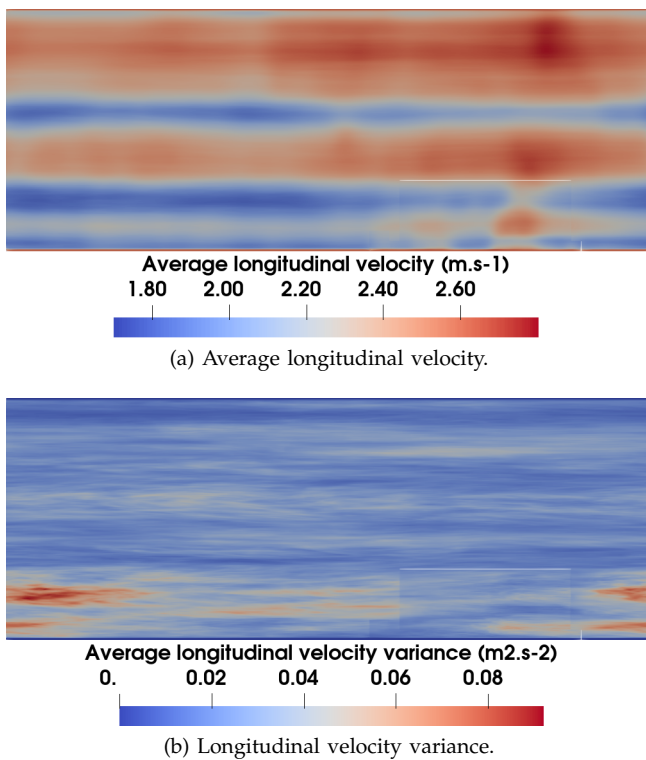 Average longitudinal velocity (m.s-1)
1.80 2.00 2.20 2.40 2.60
(a) Average longitudinal velocity.
Average longitudinal velocity variance (m2.s-2)
0. 0.02 0.04 0.06 0.08
(b) Longitudinal velocity variance.